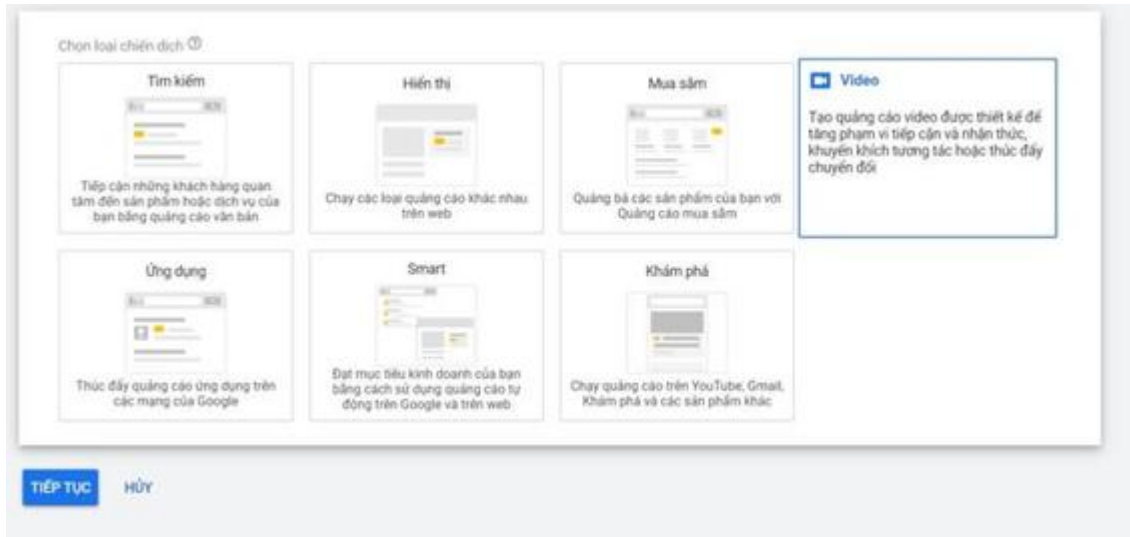 Chọn loại chiến dịch
Tìm kiếm
Tiếp cận những khách hàng quan
tâm đến sản phẩm hoặc dịch vụ của
bạn bằng quảng cáo văn bản
Hiển thị
Chạy các loại quảng cáo khác nhau
trên web
Mua sắm
Quảng bá các sản phẩm của bạn với
Quảng cáo mua sắm
Video
Tạo quảng cáo video được thiết kế để
tăng phạm vi tiếp cận và nhận thức,
khuyến khích tương tác hoặc thúc đẩy
chuyển đổi
Ứng dụng
Thúc đẩy quảng cáo ứng dụng trên
các mạng của Google
Smart
Đạt mục tiêu kinh doanh của bạn
bằng cách sử dụng quảng cáo tự
động trên Google và trên web
Khám phá
Chạy quảng cáo trên YouTube, Gmail,
Khám phá và các sản phẩm khác
TIẾP TỤC
HỦY